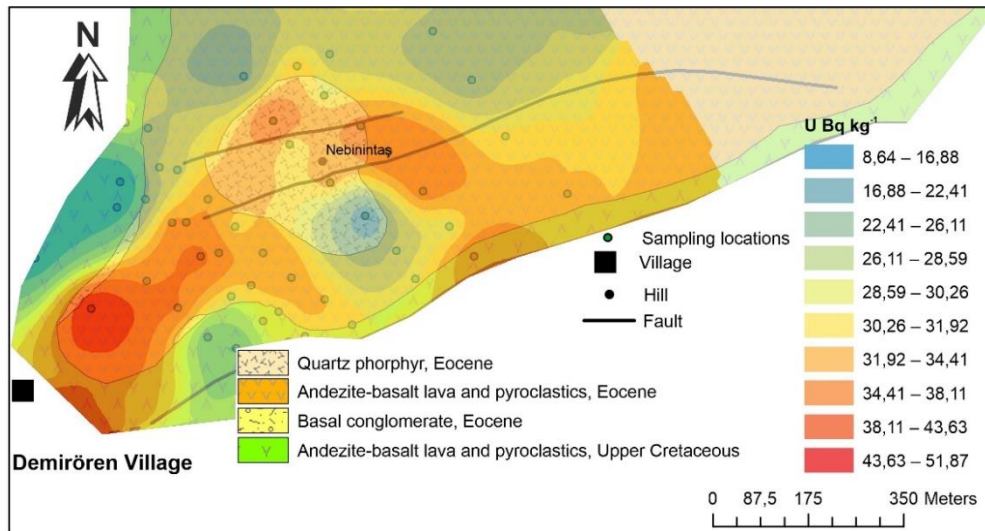 N
Nebinintaş
U Bq kg⁻¹
8,64 – 16,88
16,88 – 22,41
22,41 – 26,11
26,11 – 28,59
28,59 – 30,26
30,26 – 31,92
31,92 – 34,41
34,41 – 38,11
38,11 – 43,63
43,63 – 51,87
Sampling locations
Village
Hill
Fault
Quartz phorphyr, Eocene
Andezite-basalt lava and pyroclastics, Eocene
Basal conglomerate, Eocene
Andezite-basalt lava and pyroclastics, Upper Cretaceous
Demirören Village
0 87,5 175 350 Meters